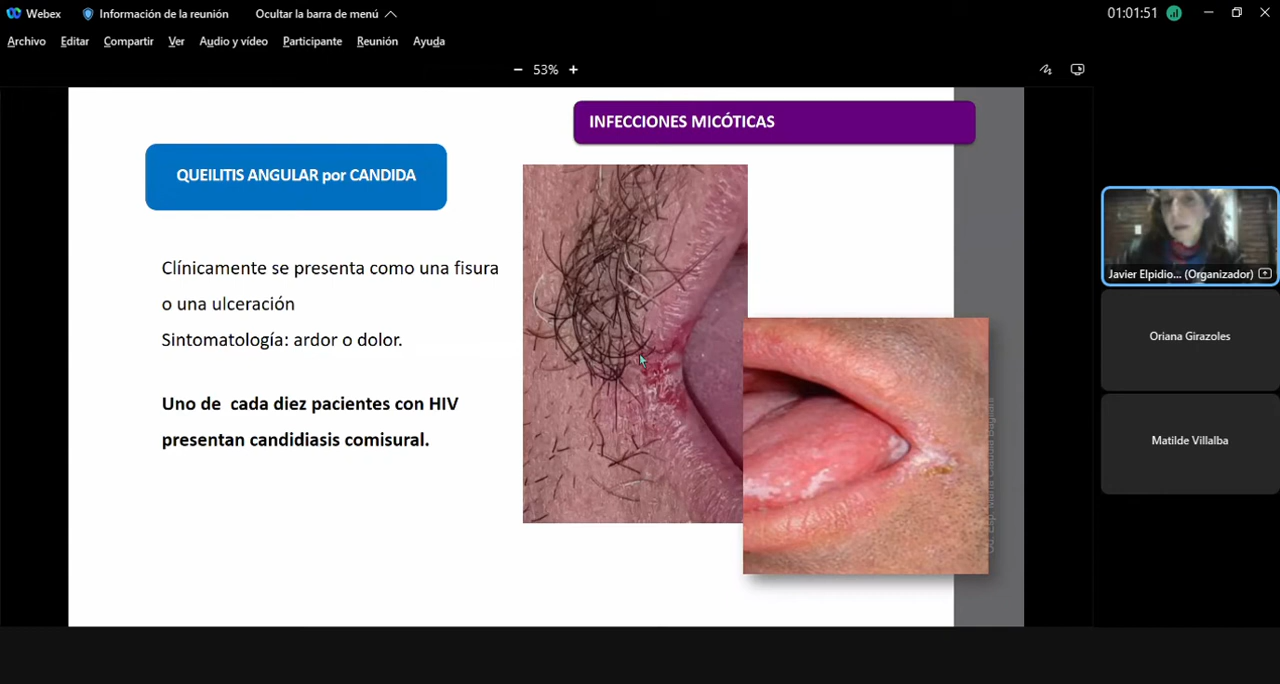 Webex
Información de la reunión
Ocultar la barra de menú
01:01:51
Archivo
Editar
Compartir
Ver
Audio y vídeo
Participante
Reunión
Ayuda
53%
INFECCIONES MICÓTICAS
QUEILITIS ANGULAR por CANDIDA
Clínicamente se presenta como una fisura
o una ulceración
Sintomatología: ardor o dolor.
Uno de cada diez pacientes con HIV
presentan candidiasis comisural.
Javier Elpidio... (Organizador)
Oriana Girazoles
Matilde Villalba